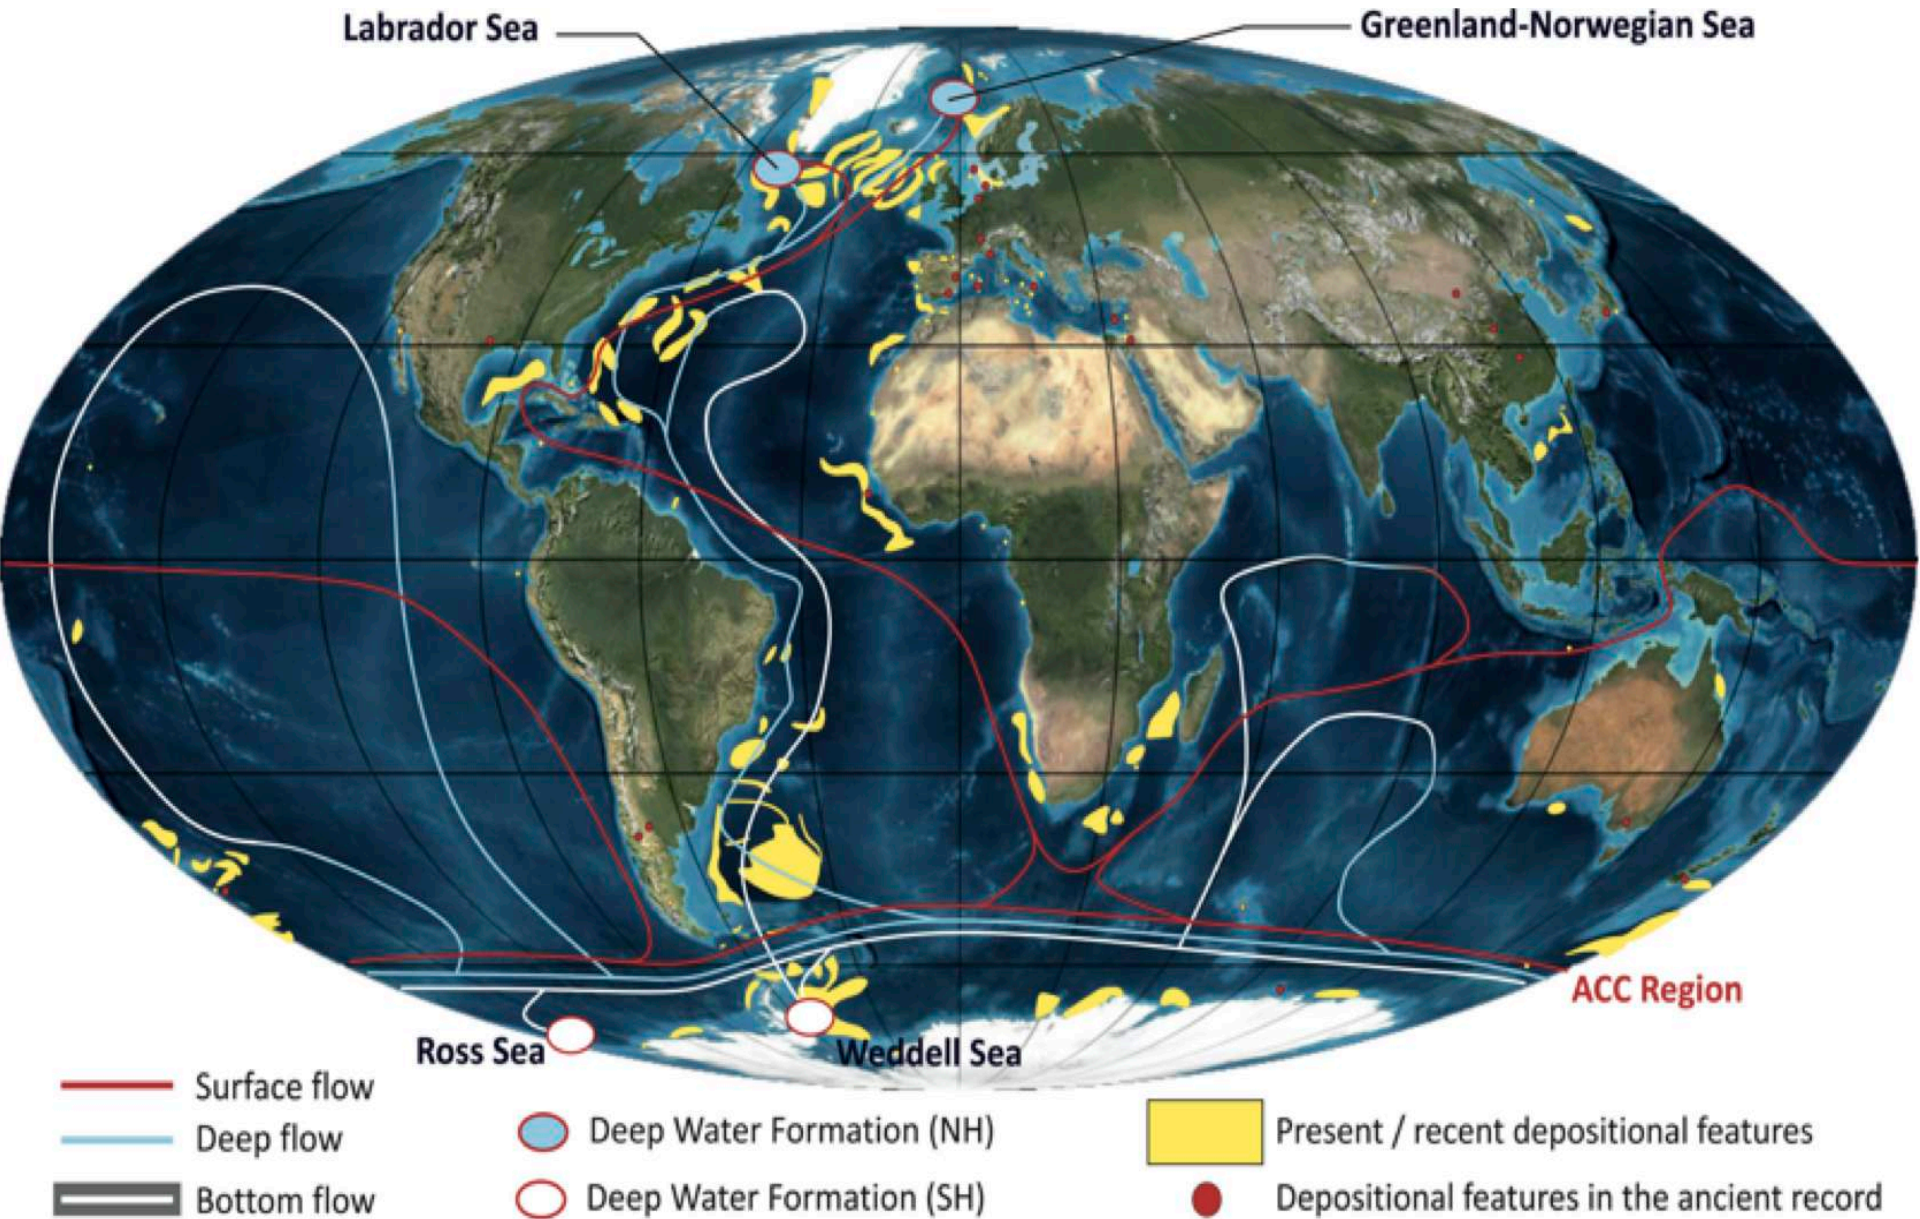 Labrador Sea
Greenland-Norwegian Sea
ACC Region
Ross Sea
Weddell Sea
Surface flow
Deep flow
Bottom flow
Deep Water Formation (NH)
Deep Water Formation (SH)
Present / recent depositional features
Depositional features in the ancient record